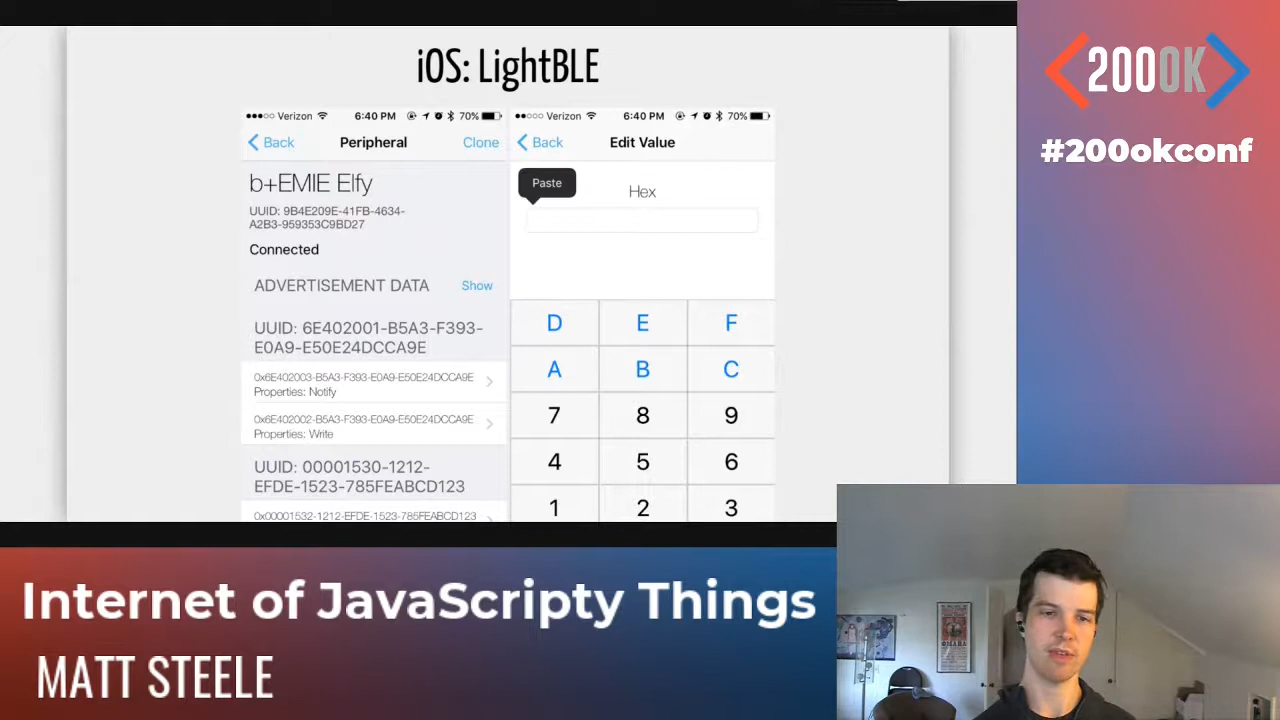 iOS: LightBLE
Verizon 6:40 PM 70%
Back Peripheral Clone
b+EMIE Elfy
UUID: 9B4E209E-41FB-4634-
A2B3-959353C9BD27
Connected
ADVERTISEMENT DATA Show
UUID: 6E402001-B5A3-F393-
E0A9-E50E24DCCA9E
0x6E402003-B5A3-F393-E0A9-E50E24DCCA9E
Properties: Notify
0x6E402002-B5A3-F393-E0A9-E50E24DCCA9E
Properties: Write
UUID: 00001530-1212-
EFDE-1523-785FEABCD123
0x00001532-1212-EFDE-1523-785FEABCD123
Verizon 6:40 PM 70%
Back Edit Value
Paste
Hex
D E F
A B C
7 8 9
4 5 6
1 2 3
200OK
#200okconf
Internet of JavaScripty Things
MATT STEELE